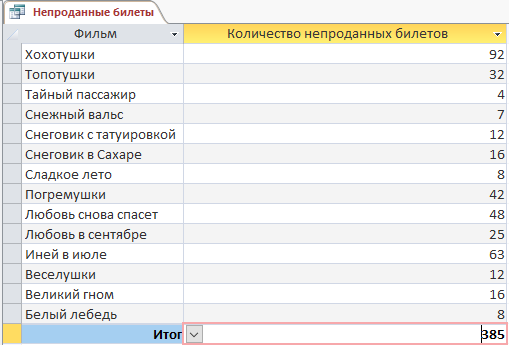 Непроданные билеты
Фильм Количество непроданных билетов
Хохотушки 92
Топотушки 32
Тайный пассажир 4
Снежный вальс 7
Снеговик с татуировкой 12
Снеговик в Сахаре 16
Сладкое лето 8
Погремушки 42
Любовь снова спасет 48
Любовь в сентябре 25
Иней в июле 63
Веселушки 12
Великий гном 16
Белый лебедь 8
Итог 385